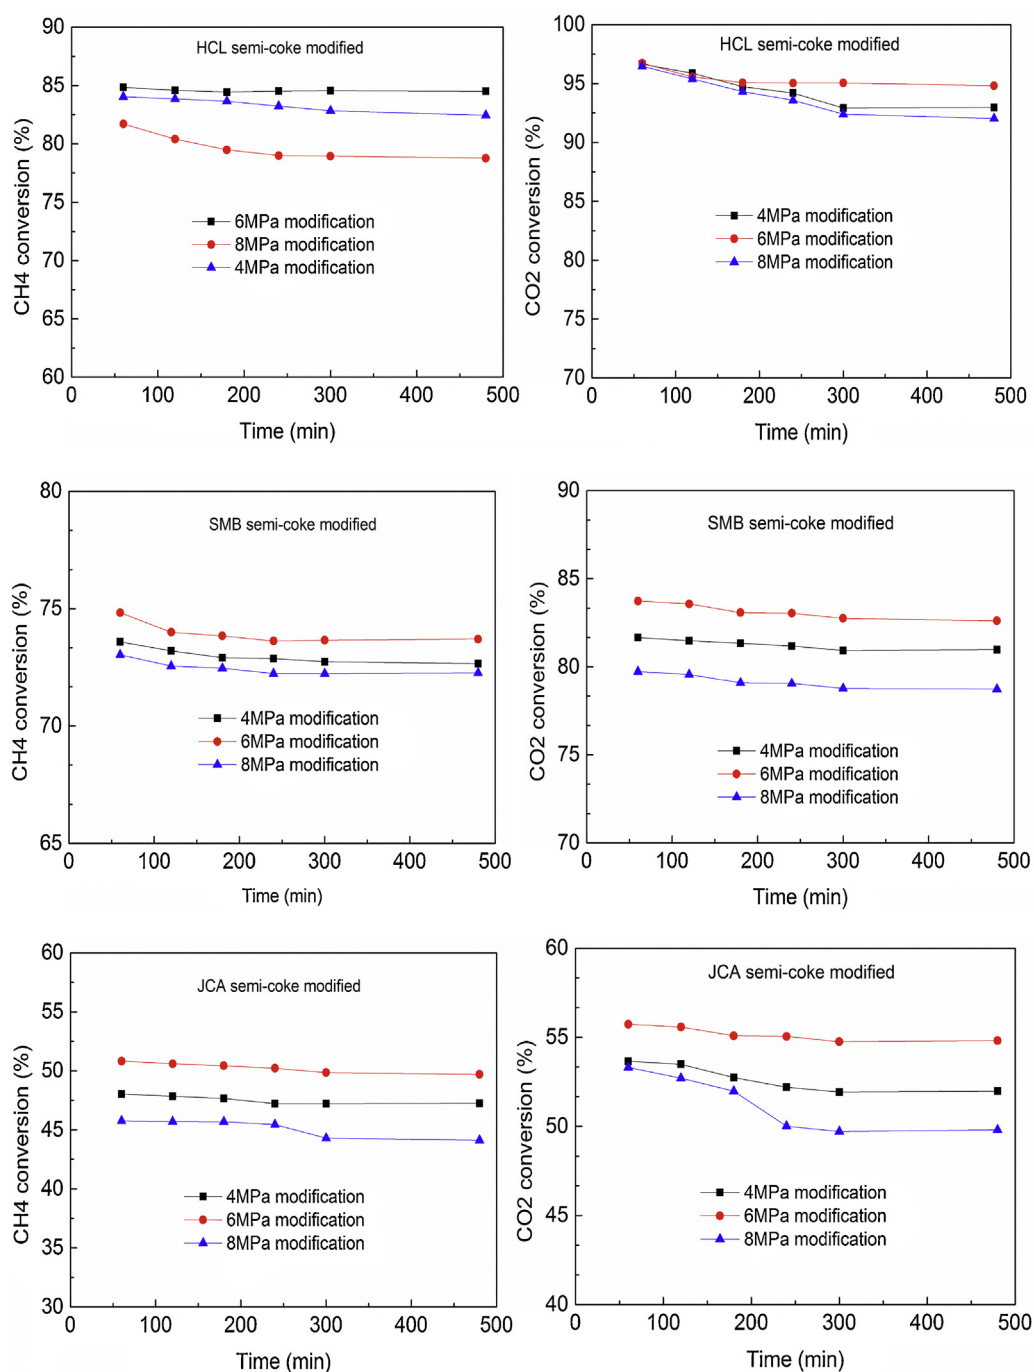 HCL semi-coke modified
CH4 conversion (%)
90
85
80
75
70
65
60
6MPa modification
8MPa modification
4MPa modification
0 100 200 300 400 500
Time (min)
HCL semi-coke modified
CO2 conversion (%)
100
95
90
85
80
75
70
4MPa modification
6MPa modification
8MPa modification
0 100 200 300 400 500
Time (min)
SMB semi-coke modified
CH4 conversion (%)
80
75
70
65
4MPa modification
6MPa modification
8MPa modification
0 100 200 300 400 500
Time (min)
SMB semi-coke modified
CO2 conversion (%)
90
85
80
75
70
4MPa modification
6MPa modification
8MPa modification
0 100 200 300 400 500
Time (min)
JCA semi-coke modified
CH4 conversion (%)
60
55
50
45
40
35
30
4MPa modification
6MPa modification
8MPa modification
0 100 200 300 400 500
Time (min)
JCA semi-coke modified
CO2 conversion (%)
60
55
50
45
40
4MPa modification
6MPa modification
8MPa modification
0 100 200 300 400 500
Time (min)